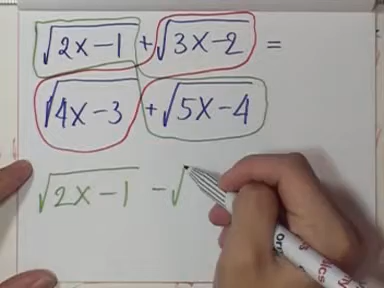 √2x-1 + √3x-2 =
√4x-3 + √5x-4
√2x-1 - √